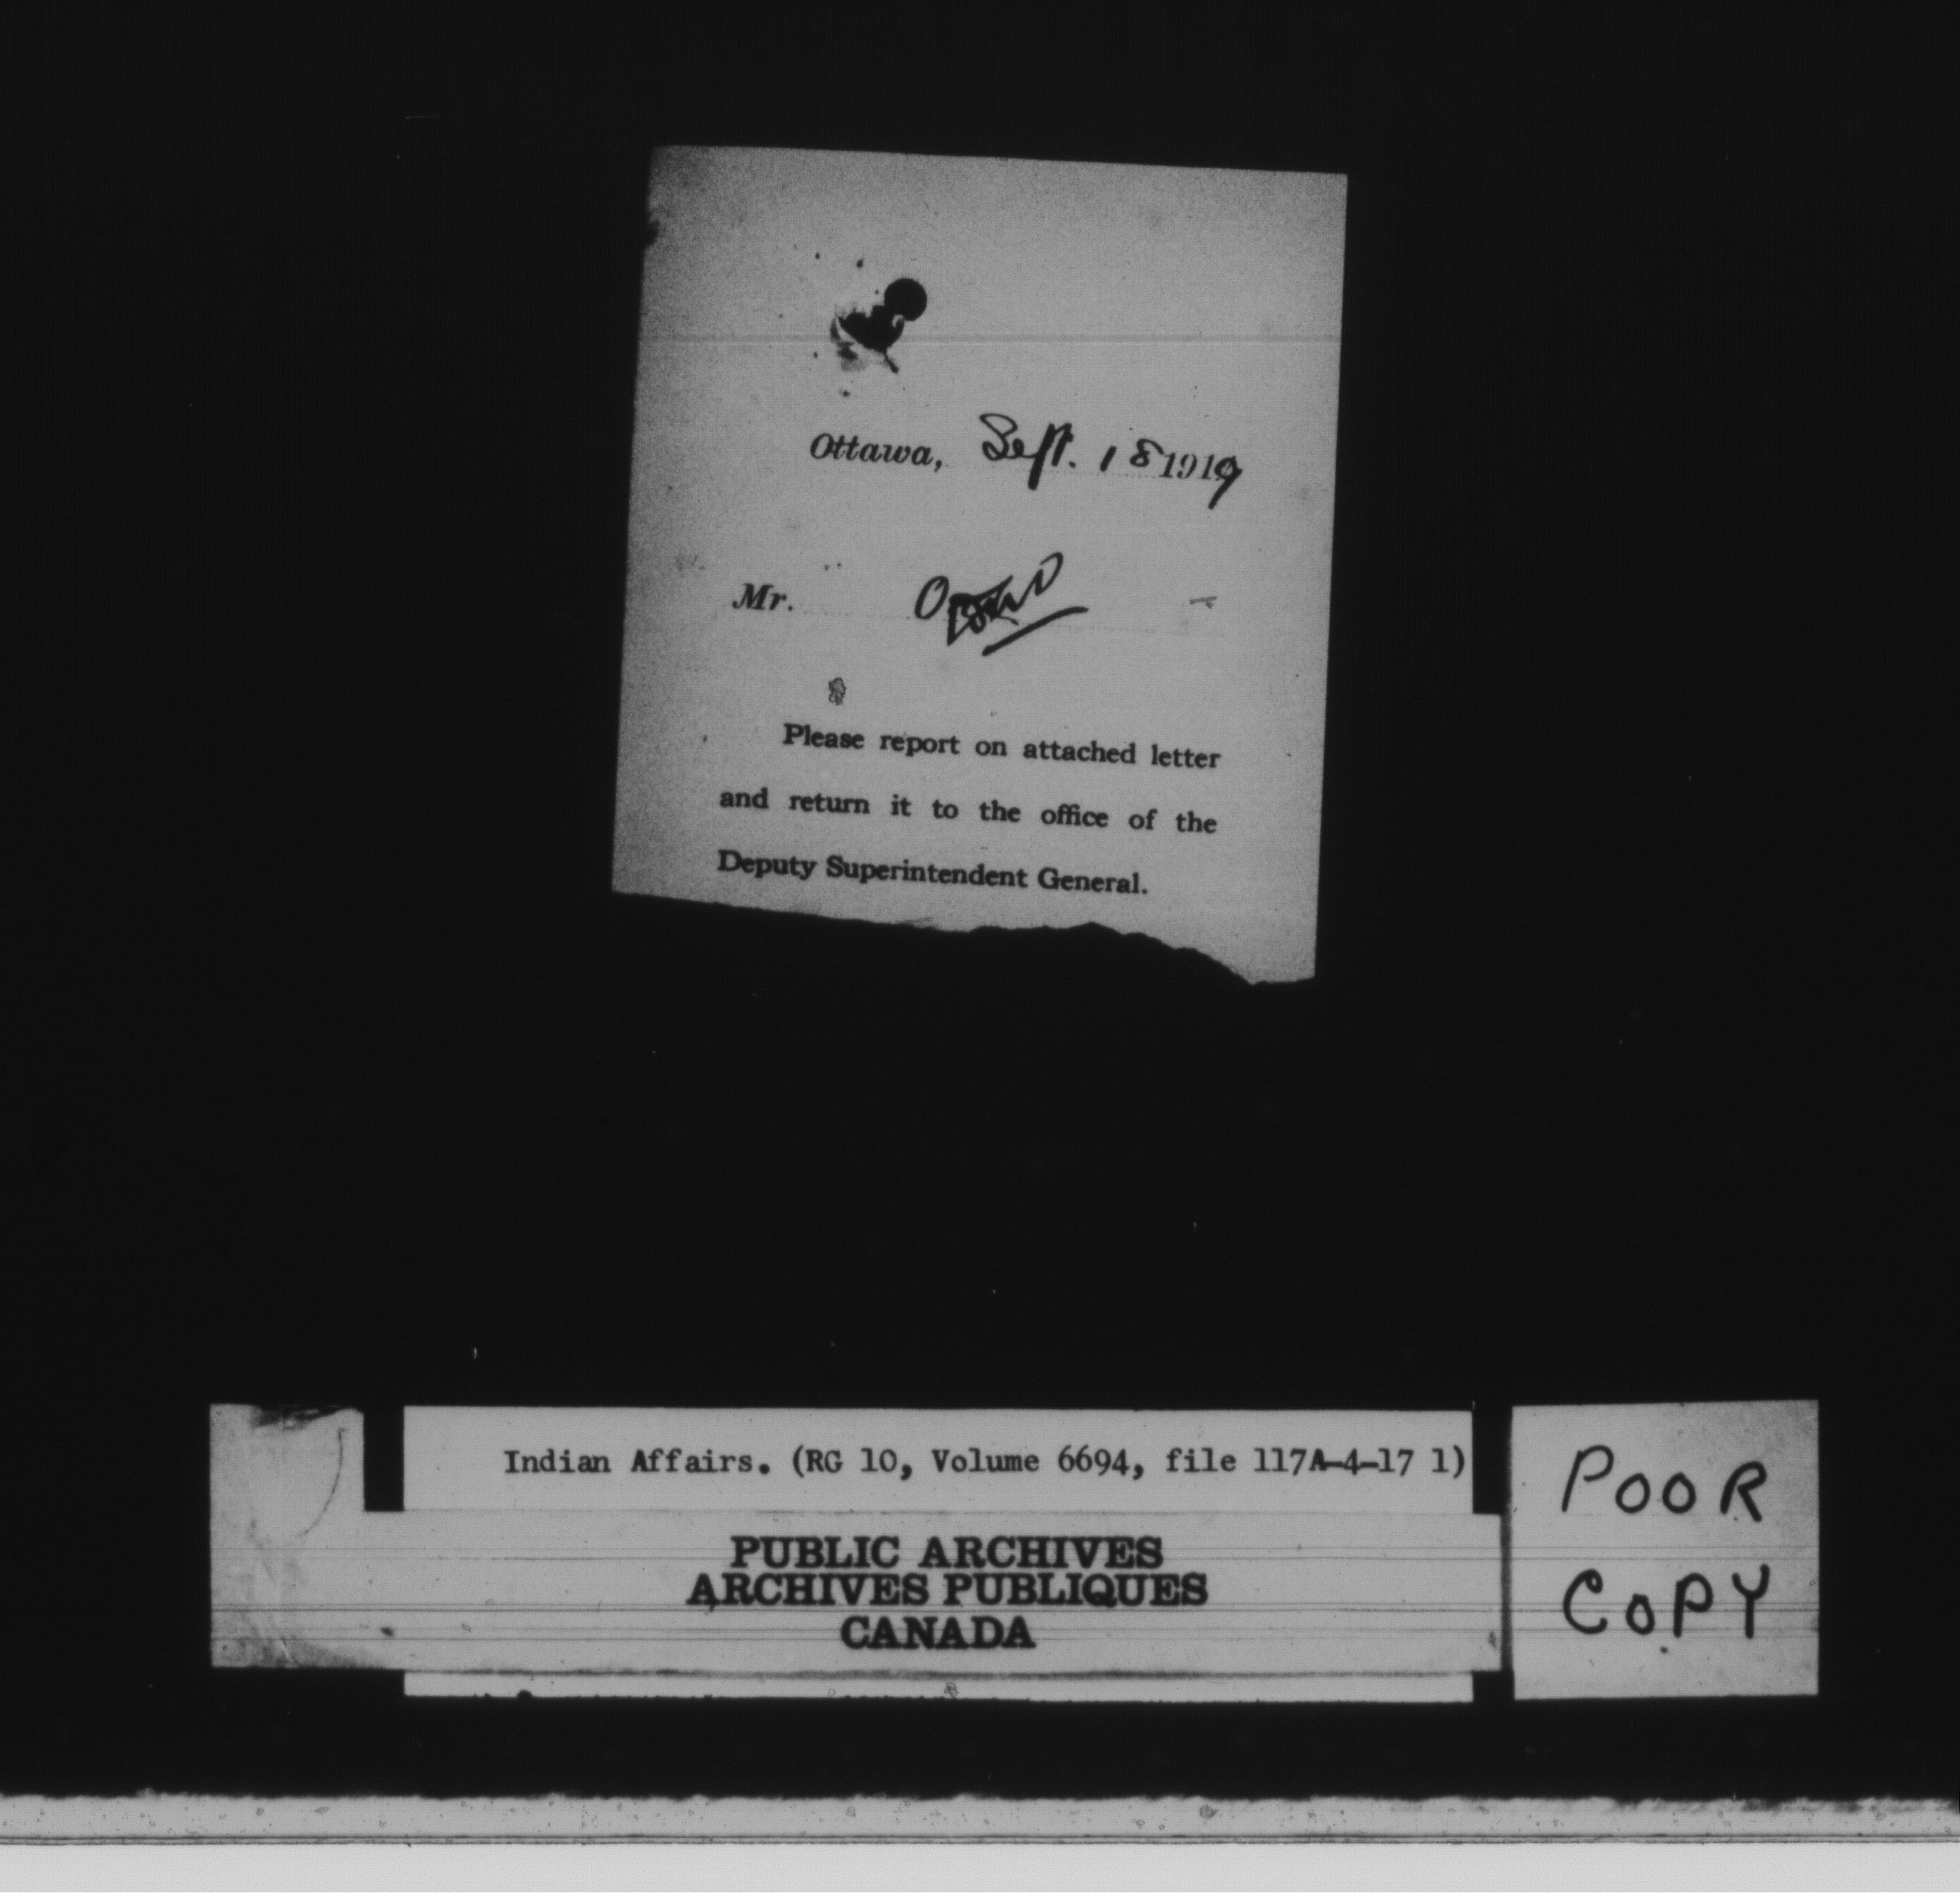 Ottawa, Sept. 18 1919
Mr.
Please report on attached letter
and return it to the office of the
Deputy Superintendent General.
Indian Affairs. (RG 10, Volume 6694, file 117A-4-17 1)
PUBLIC ARCHIVES
ARCHIVES PUBLIQUES
CANADA
POOR
COPY